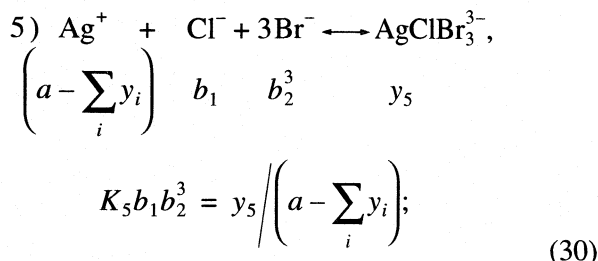 5) Ag⁺ + Cl⁻ + 3Br⁻ ⟷ AgClBr₃³⁻,
(a − ∑ᵢ yᵢ) b₁ b₂³ y₅
K₅b₁b₂³ = y₅/(a − ∑ᵢ yᵢ);
(30)